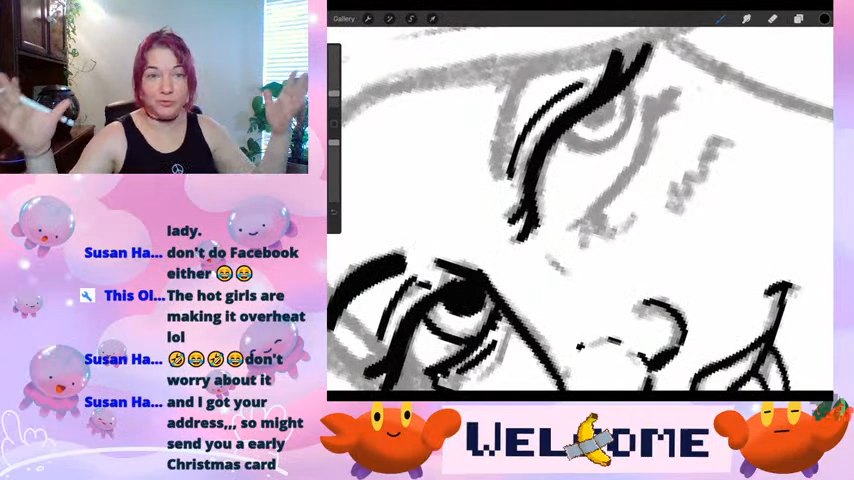 Gallery
lady.
Susan Ha... don't do Facebook
either 😂😂
This Ol... The hot girls are
making it overheat
lol
Susan Ha... 🤣😂🤣😂don't
worry about it
Susan Ha... and I got your
address,,, so might
send you a early
Christmas card
WELCOME